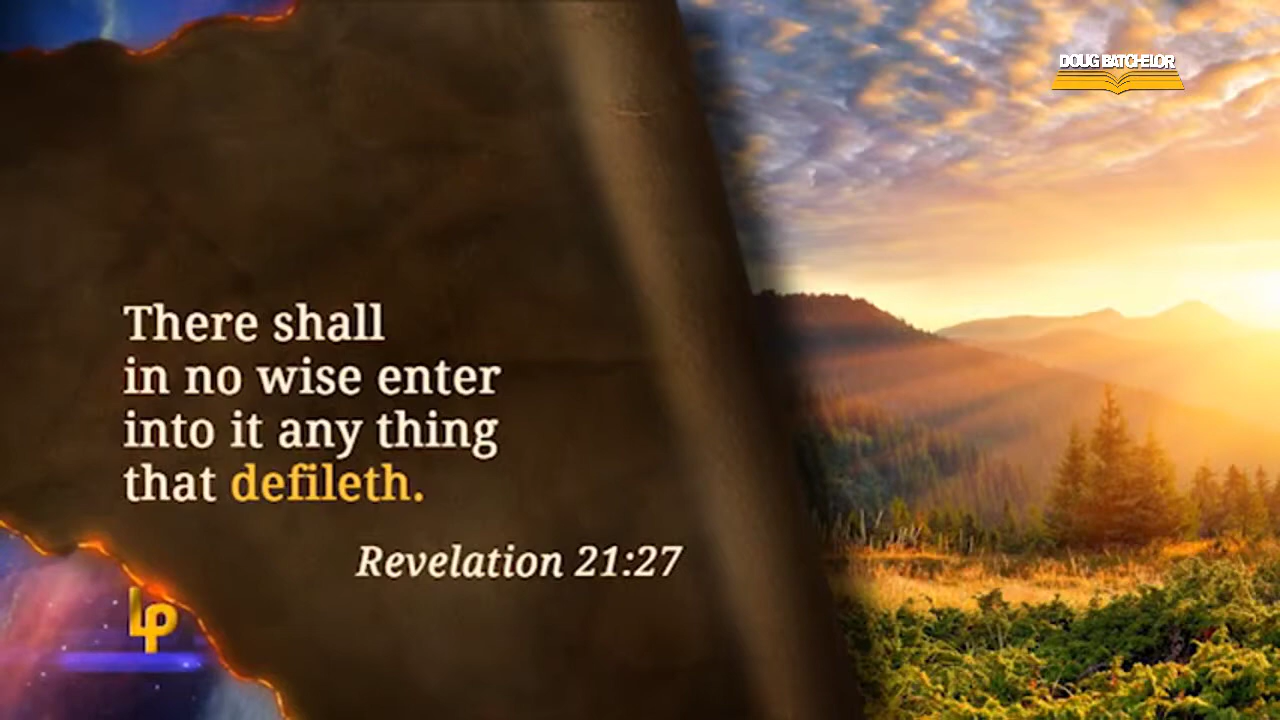 DOUG BATCHELOR
There shall
in no wise enter
into it any thing
that defileth.
Revelation 21:27
LP